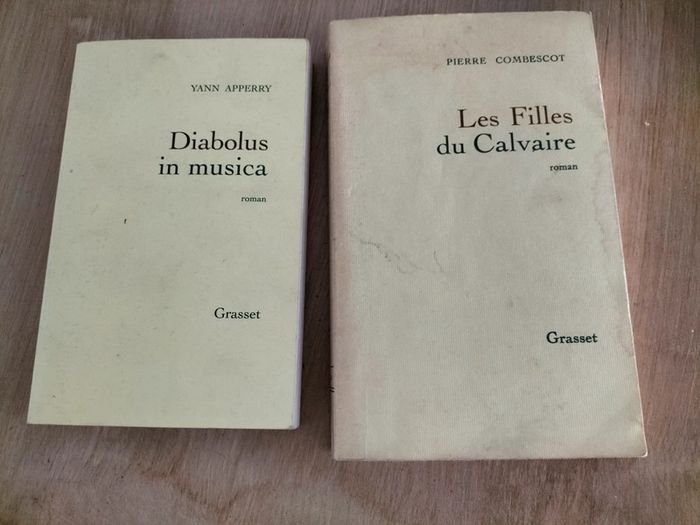 YANN APPERRY
Diabolus
in musica
roman
Grasset
PIERRE COMBESCOT
Les Filles
du Calvaire
roman
Grasset